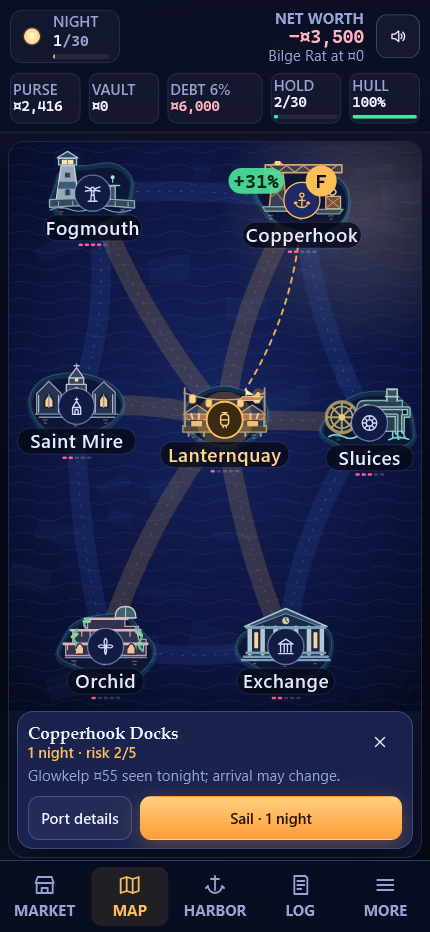 NIGHT
1/30
NET WORTH
−¤3,500
Bilge Rat at ¤0
PURSE
¤2,416
VAULT
¤0
DEBT 6%
¤6,000
HOLD
2/30
HULL
100%
+31%
F
Fogmouth
Copperhook
Saint Mire
Lanternquay
Sluices
Orchid
Exchange
Copperhook Docks
1 night · risk 2/5
Glowkelp ¤55 seen tonight; arrival may change.
Port details
Sail · 1 night
MARKET
MAP
HARBOR
LOG
MORE